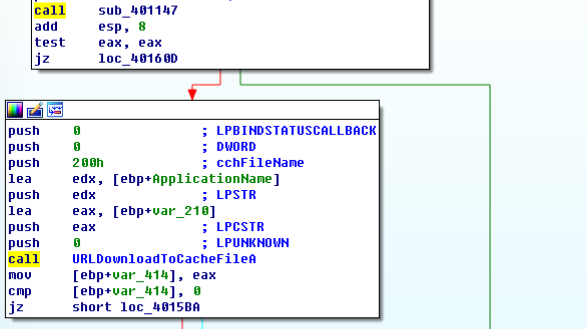 call sub_401147
add esp, 8
test eax, eax
jz loc_40160D
push 0 ; LPBINDSTATUSCALLBACK
push 0 ; DWORD
push 200h ; cchFileName
lea edx, [ebp+ApplicationName]
push edx ; LPSTR
lea eax, [ebp+var_210]
push eax ; LPCSTR
push 0 ; LPUNKNOWN
call URLDownloadToCacheFileA
mov [ebp+var_414], eax
cmp [ebp+var_414], 0
jz short loc_4015BA